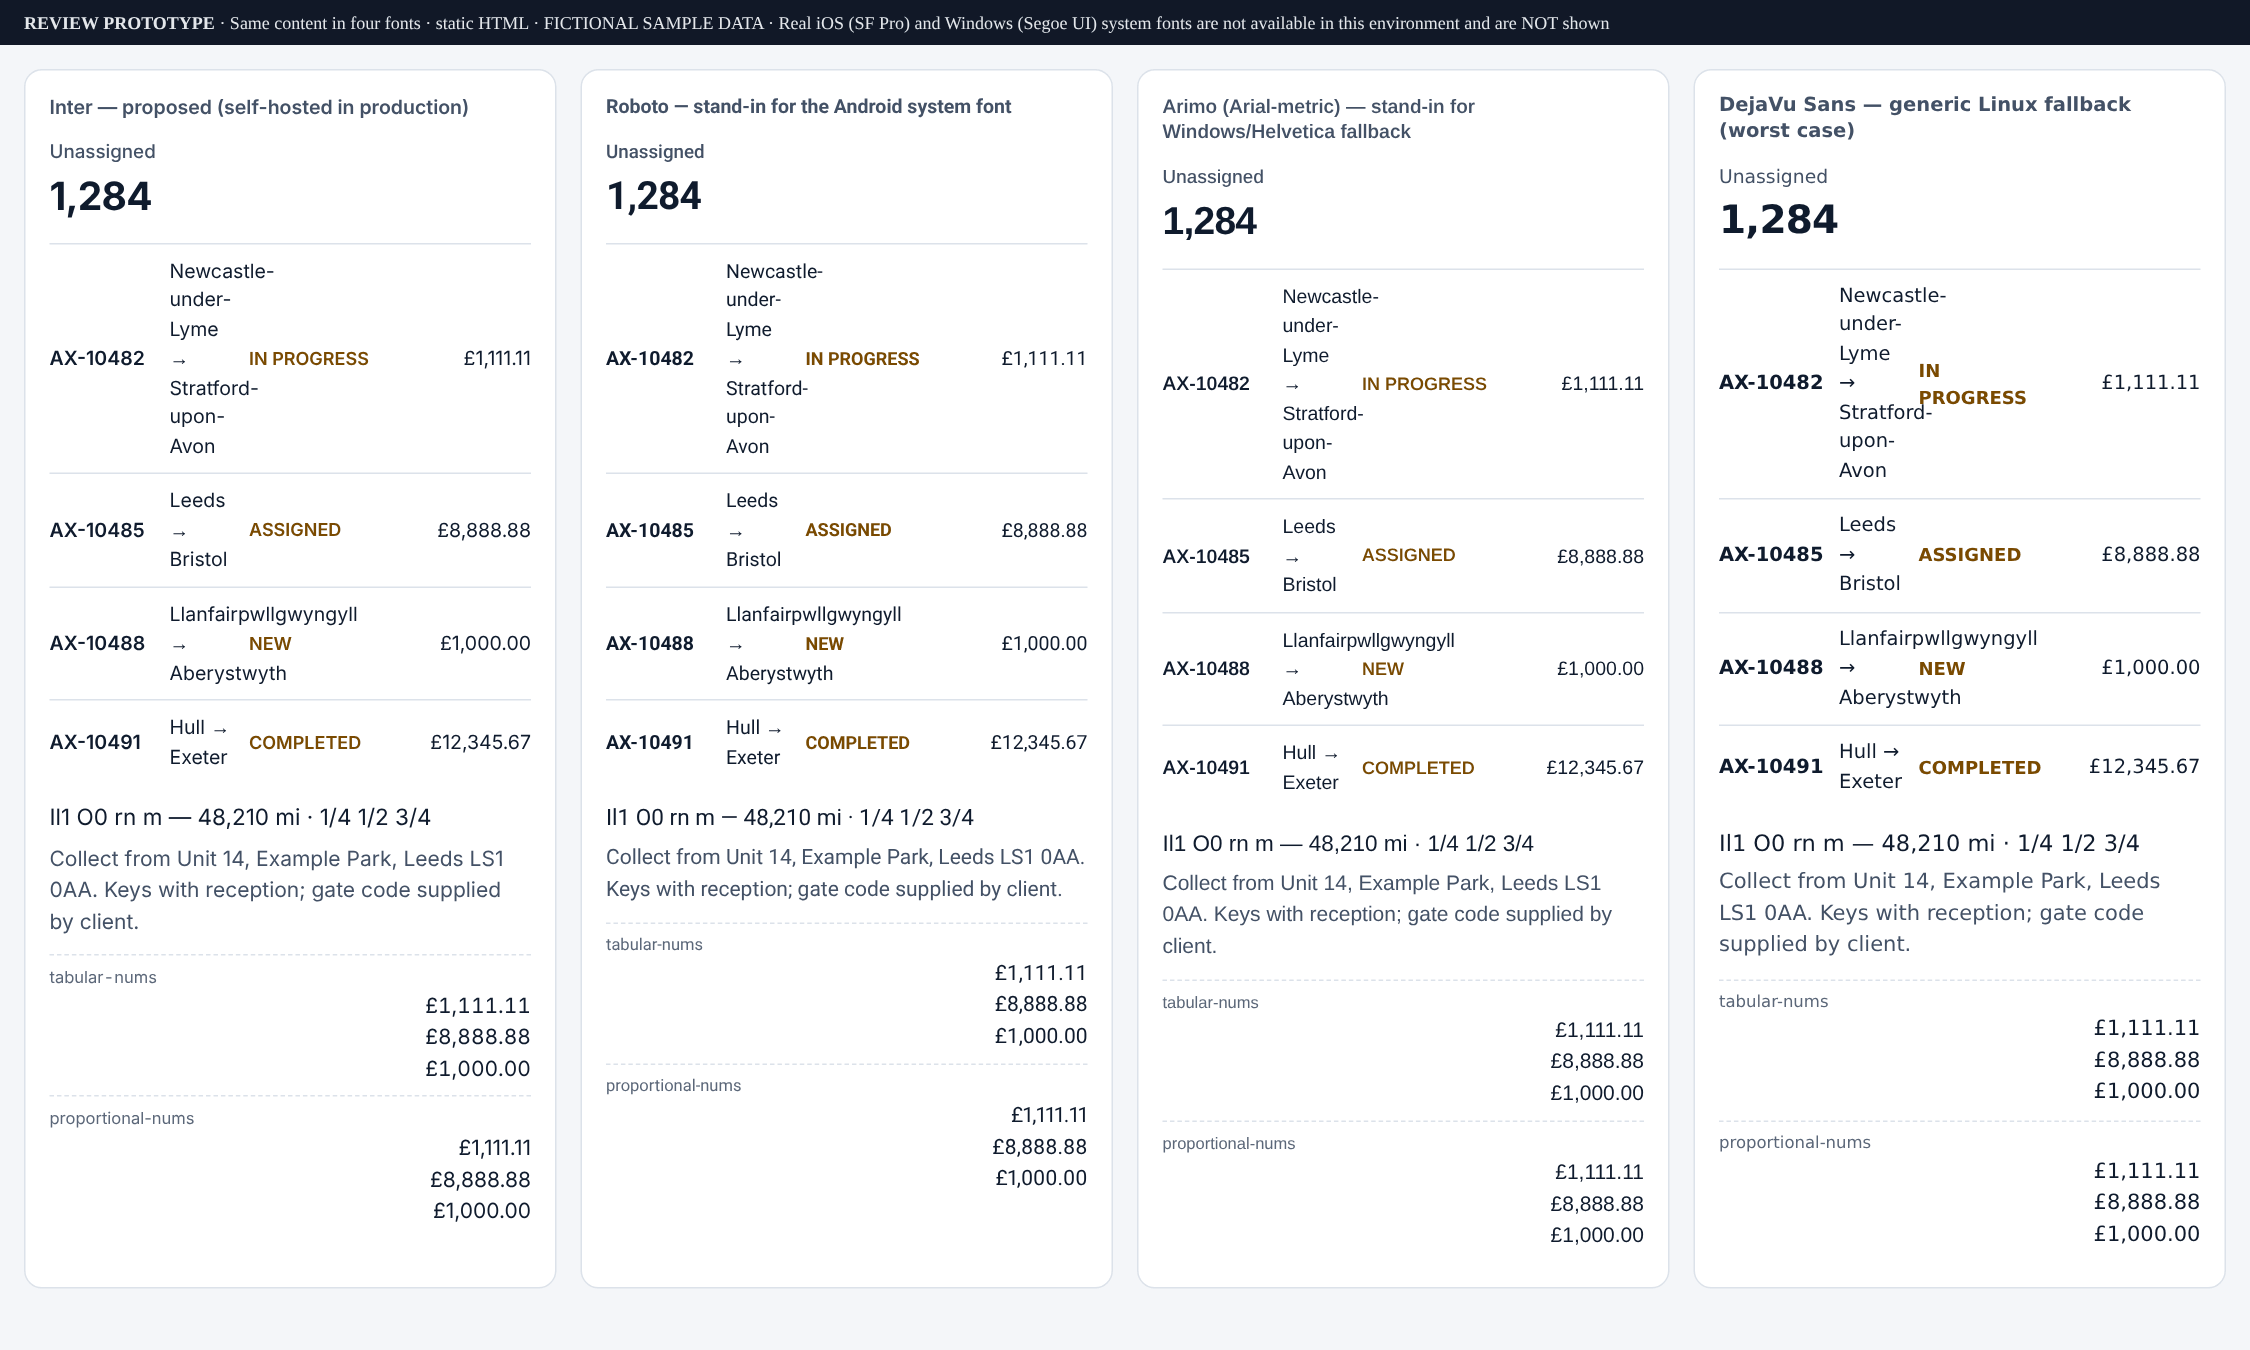 REVIEW PROTOTYPE · Same content in four fonts · static HTML · FICTIONAL SAMPLE DATA · Real iOS (SF Pro) and Windows (Segoe UI) system fonts are not available in this environment and are NOT shown
Inter — proposed (self-hosted in production)
Unassigned
1,284
Newcastle-
under-
Lyme
AX-10482 → IN PROGRESS £1,111.11
Stratford-
upon-
Avon
Leeds
AX-10485 → ASSIGNED £8,888.88
Bristol
Llanfairpwllgwyngyll
AX-10488 → NEW £1,000.00
Aberystwyth
Hull →
AX-10491 COMPLETED £12,345.67
Exeter
Il1 O0 rn m — 48,210 mi · 1/4 1/2 3/4
Collect from Unit 14, Example Park, Leeds LS1
0AA. Keys with reception; gate code supplied
by client.
tabular-nums
£1,111.11
£8,888.88
£1,000.00
proportional-nums
£1,111.11
£8,888.88
£1,000.00
Roboto — stand-in for the Android system font
Unassigned
1,284
Newcastle-
under-
Lyme
AX-10482 → IN PROGRESS £1,111.11
Stratford-
upon-
Avon
Leeds
AX-10485 → ASSIGNED £8,888.88
Bristol
Llanfairpwllgwyngyll
AX-10488 → NEW £1,000.00
Aberystwyth
Hull →
AX-10491 COMPLETED £12,345.67
Exeter
Il1 O0 rn m — 48,210 mi · 1/4 1/2 3/4
Collect from Unit 14, Example Park, Leeds LS1 0AA.
Keys with reception; gate code supplied by client.
tabular-nums
£1,111.11
£8,888.88
£1,000.00
proportional-nums
£1,111.11
£8,888.88
£1,000.00
Arimo (Arial-metric) — stand-in for
Windows/Helvetica fallback
Unassigned
1,284
Newcastle-
under-
Lyme
AX-10482 → IN PROGRESS £1,111.11
Stratford-
upon-
Avon
Leeds
AX-10485 → ASSIGNED £8,888.88
Bristol
Llanfairpwllgwyngyll
AX-10488 → NEW £1,000.00
Aberystwyth
Hull →
AX-10491 COMPLETED £12,345.67
Exeter
Il1 O0 rn m — 48,210 mi · 1/4 1/2 3/4
Collect from Unit 14, Example Park, Leeds LS1
0AA. Keys with reception; gate code supplied by
client.
tabular-nums
£1,111.11
£8,888.88
£1,000.00
proportional-nums
£1,111.11
£8,888.88
£1,000.00
DejaVu Sans — generic Linux fallback
(worst case)
Unassigned
1,284
Newcastle-
under-
Lyme
IN
AX-10482 → £1,111.11
PROGRESS
Stratford-
upon-
Avon
Leeds
AX-10485 → ASSIGNED £8,888.88
Bristol
Llanfairpwllgwyngyll
AX-10488 → NEW £1,000.00
Aberystwyth
Hull →
AX-10491 COMPLETED £12,345.67
Exeter
Il1 O0 rn m — 48,210 mi · 1/4 1/2 3/4
Collect from Unit 14, Example Park, Leeds
LS1 0AA. Keys with reception; gate code
supplied by client.
tabular-nums
£1,111.11
£8,888.88
£1,000.00
proportional-nums
£1,111.11
£8,888.88
£1,000.00